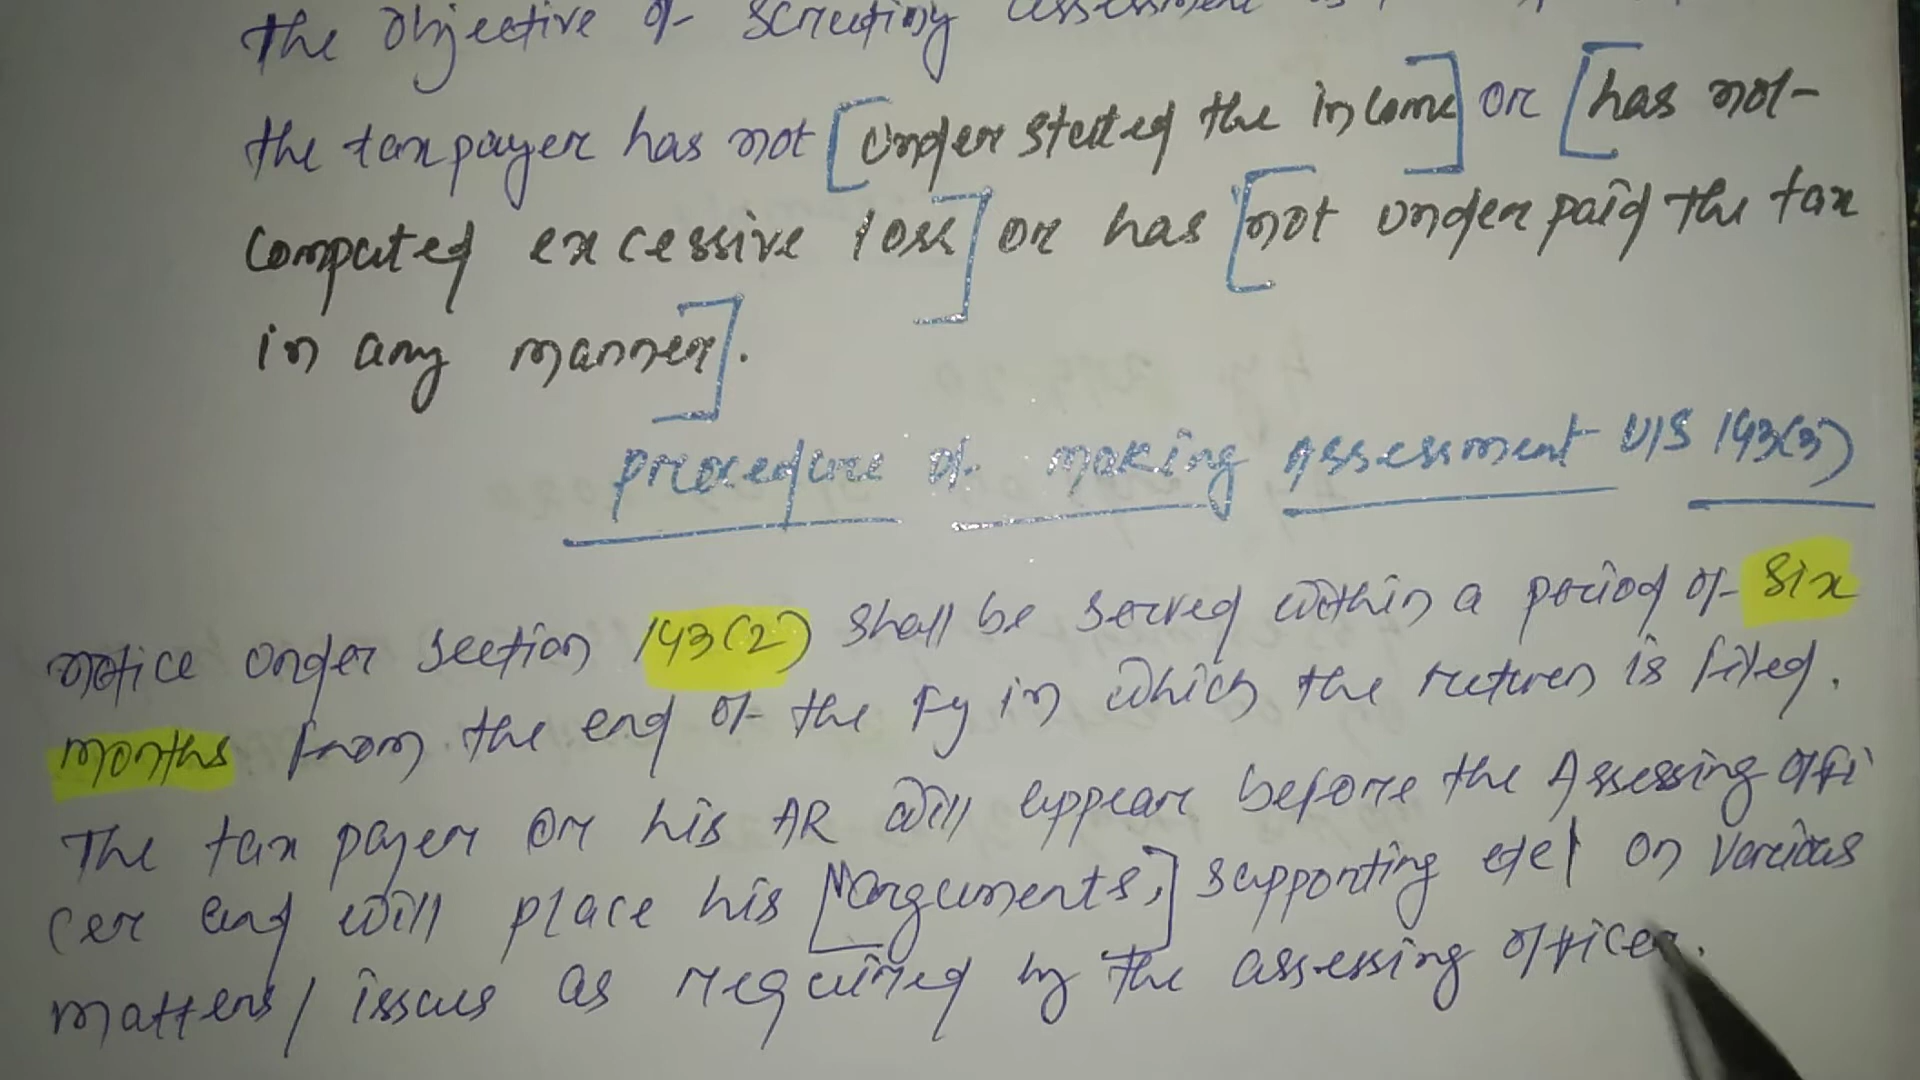 the objective of scrutiny assessment is
the taxpayer has not [under stated the income] or [has not
computed excessive loss] or has [not under paid the tax
in any manner].
procedure of making Assessment U/S 143(3)
notice under section 143(2) shall be served within a period of six
months from the end of the Fy in which the return is filed.
The tax payer or his AR will appear before the Assessing offi
cer and will place his [arguments,] supporting etc on various
matters/issues as required by the assessing officer.